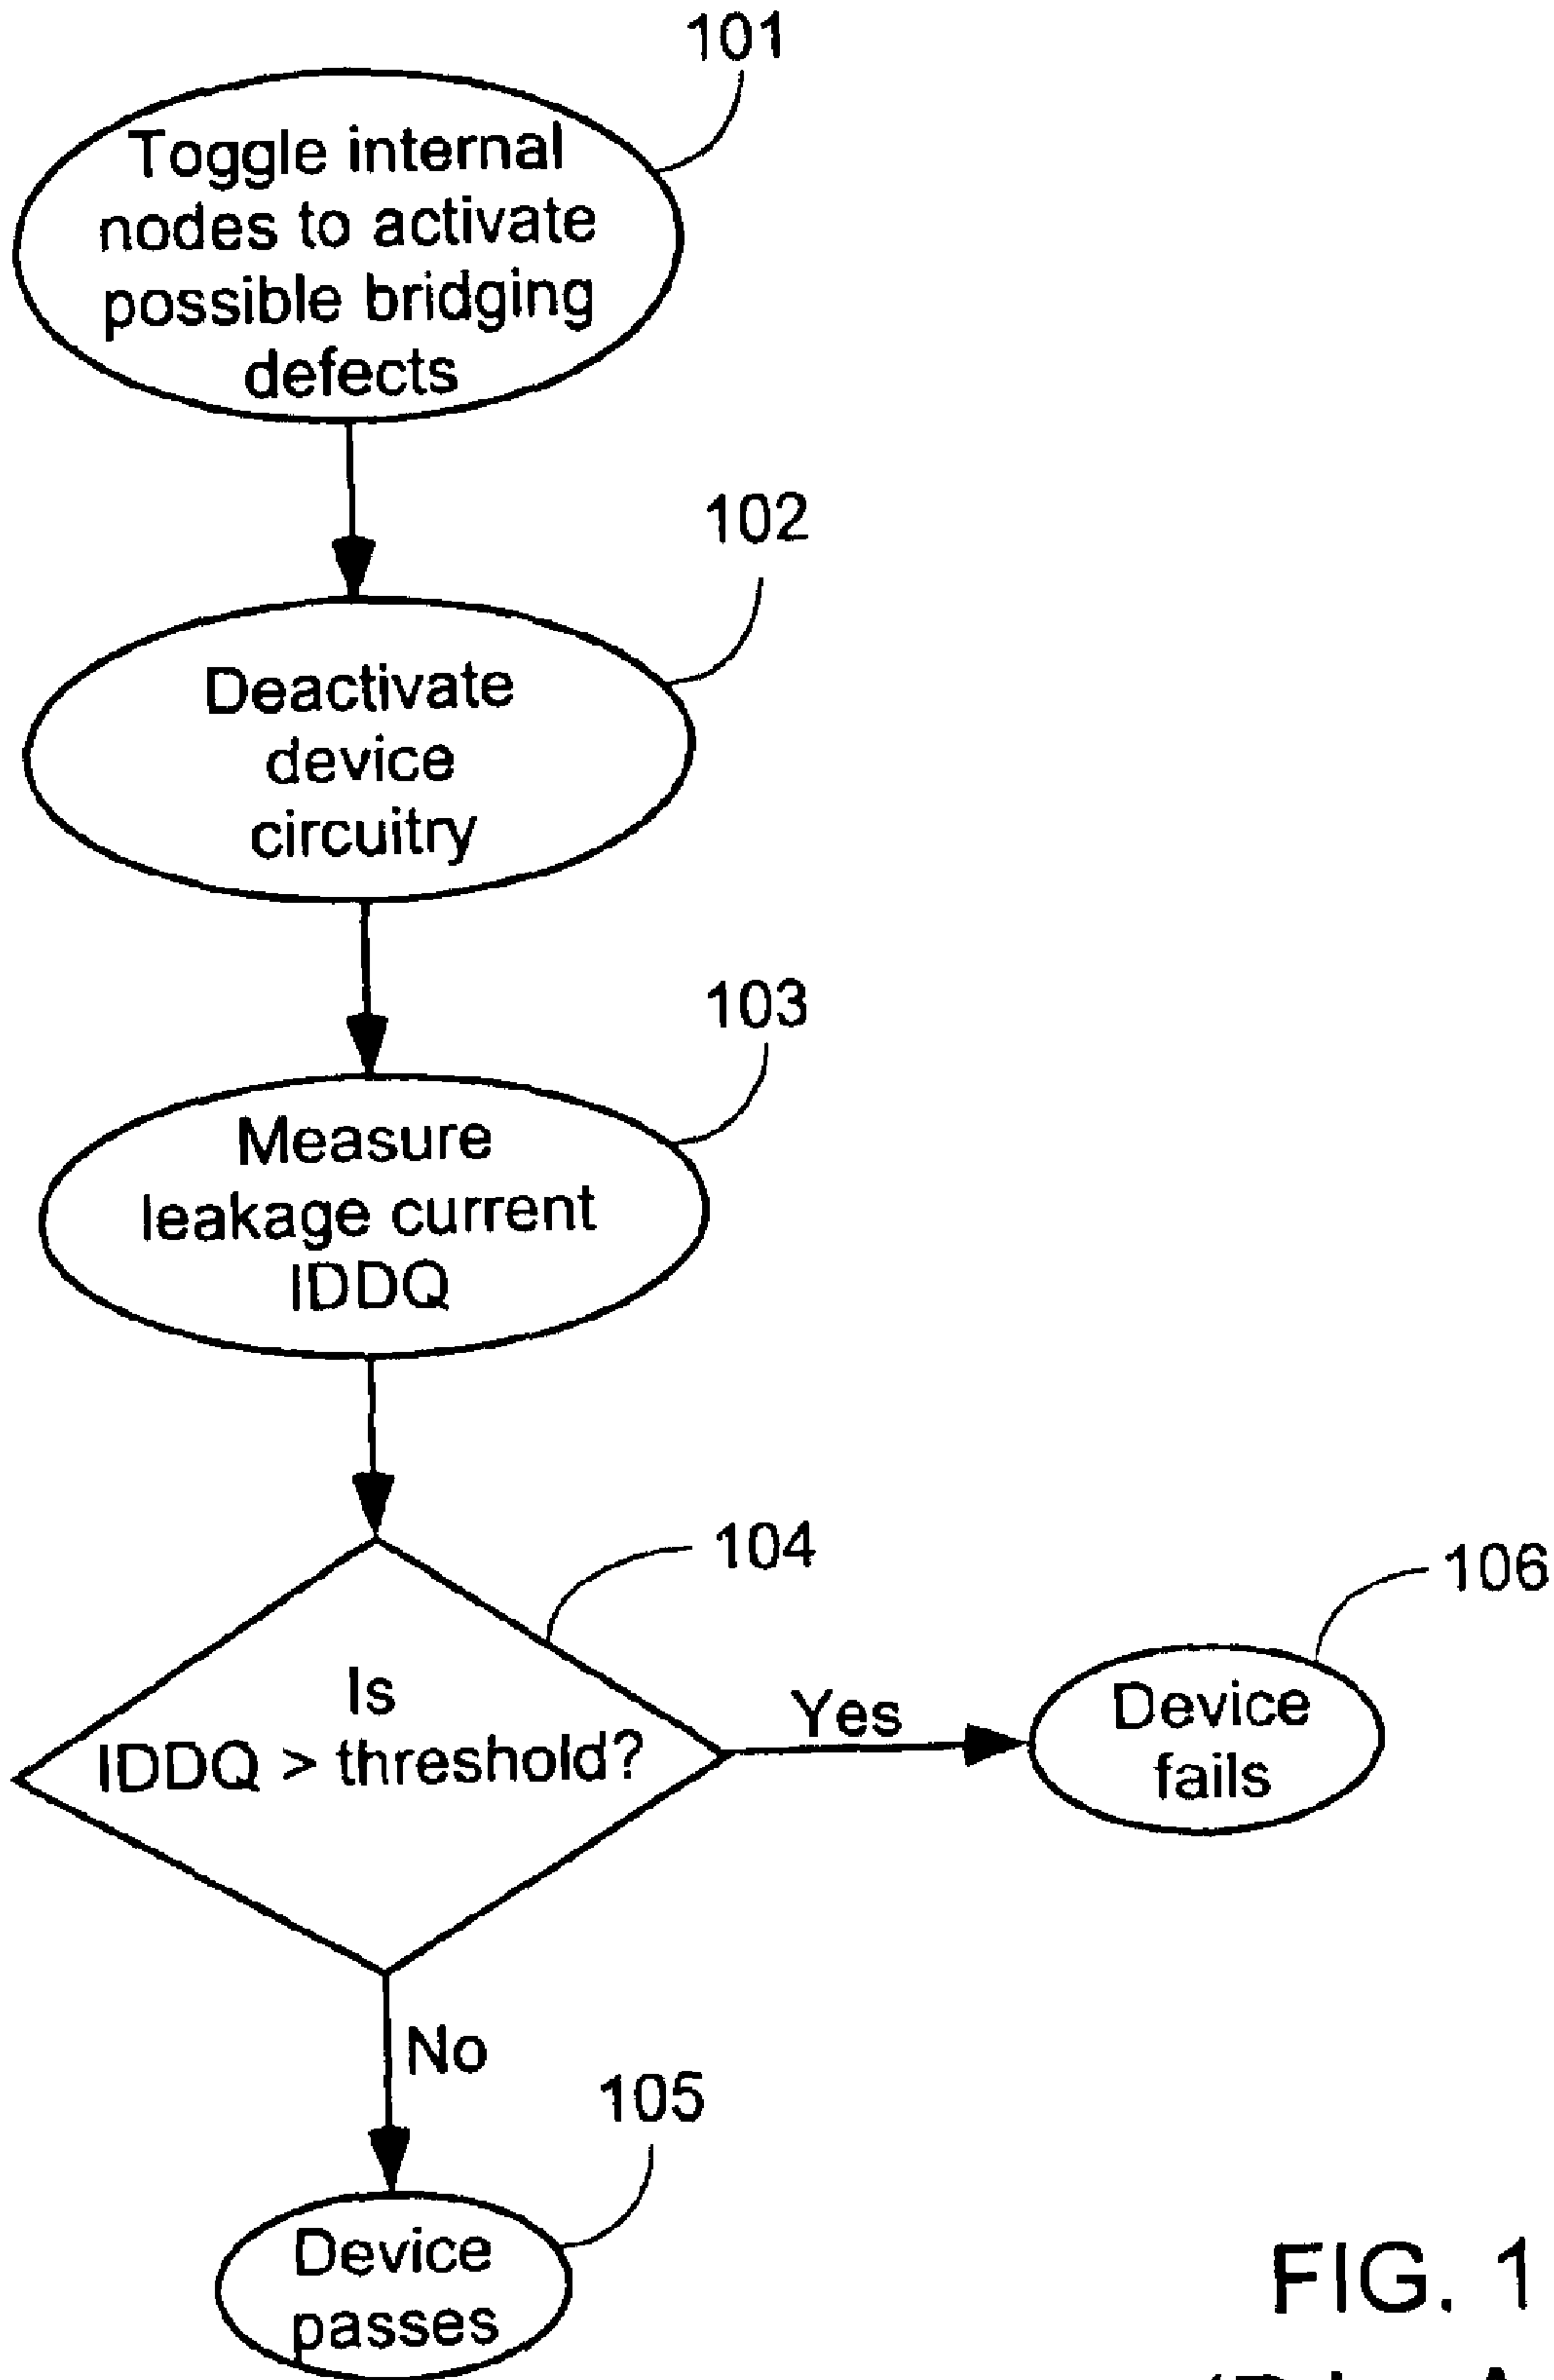 101
Toggle internal
nodes to activate
possible bridging
defects
102
Deactivate
device
circuitry
103
Measure
leakage current
IDDQ
104
106
Is
IDDQ > threshold?
Yes
Device
fails
No
105
Device
passes
FIG. 1